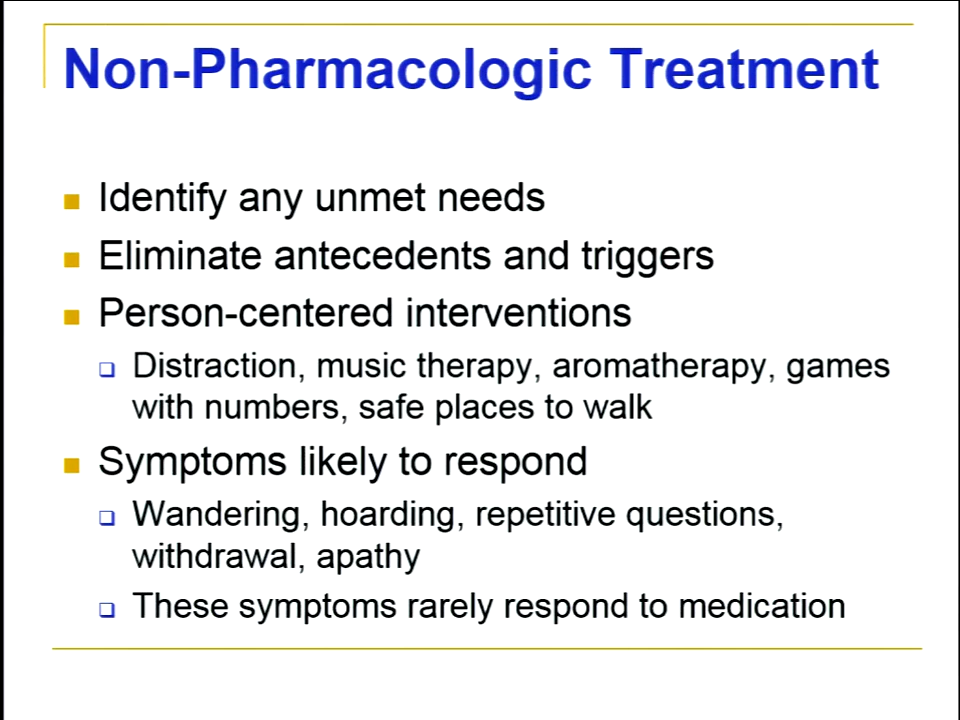 Non-Pharmacologic Treatment
Identify any unmet needs
Eliminate antecedents and triggers
Person-centered interventions
Distraction, music therapy, aromatherapy, games
with numbers, safe places to walk
Symptoms likely to respond
Wandering, hoarding, repetitive questions,
withdrawal, apathy
These symptoms rarely respond to medication